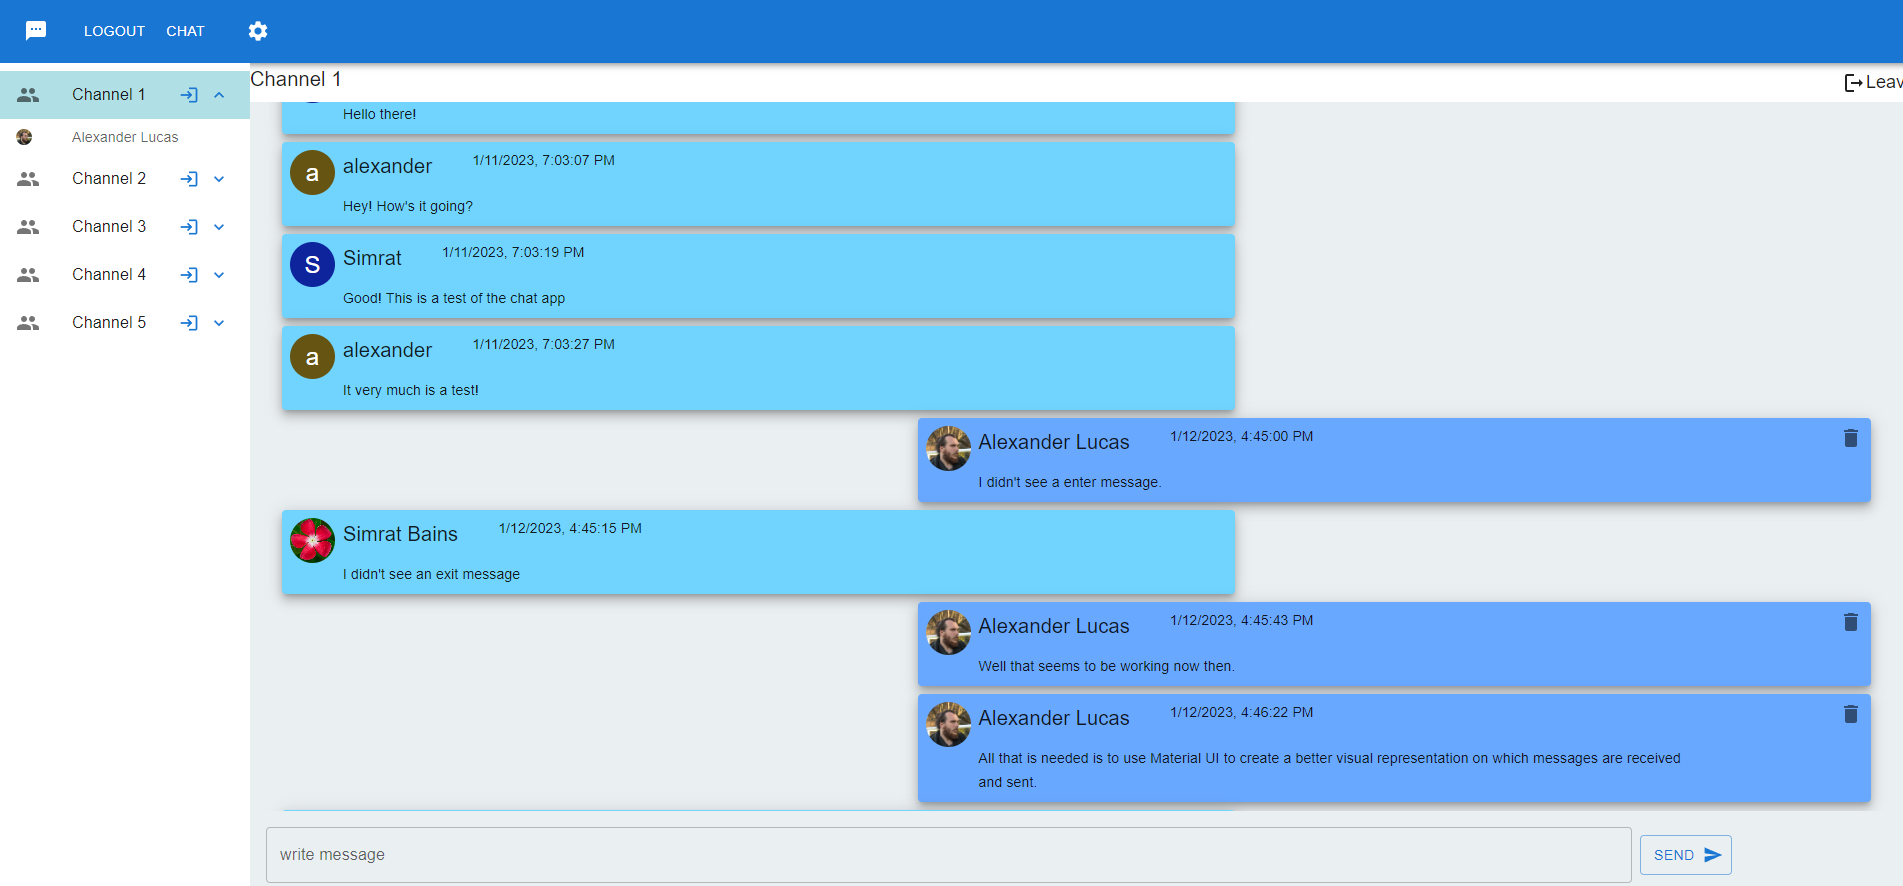 LOGOUT CHAT
Channel 1
Alexander Lucas
Channel 2
Channel 3
Channel 4
Channel 5
Channel 1
Leav
Hello there!
a
alexander 1/11/2023, 7:03:07 PM
Hey! How's it going?
S
Simrat 1/11/2023, 7:03:19 PM
Good! This is a test of the chat app
a
alexander 1/11/2023, 7:03:27 PM
It very much is a test!
Alexander Lucas 1/12/2023, 4:45:00 PM
I didn't see a enter message.
Simrat Bains 1/12/2023, 4:45:15 PM
I didn't see an exit message
Alexander Lucas 1/12/2023, 4:45:43 PM
Well that seems to be working now then.
Alexander Lucas 1/12/2023, 4:46:22 PM
All that is needed is to use Material UI to create a better visual representation on which messages are received
and sent.
write message
SEND